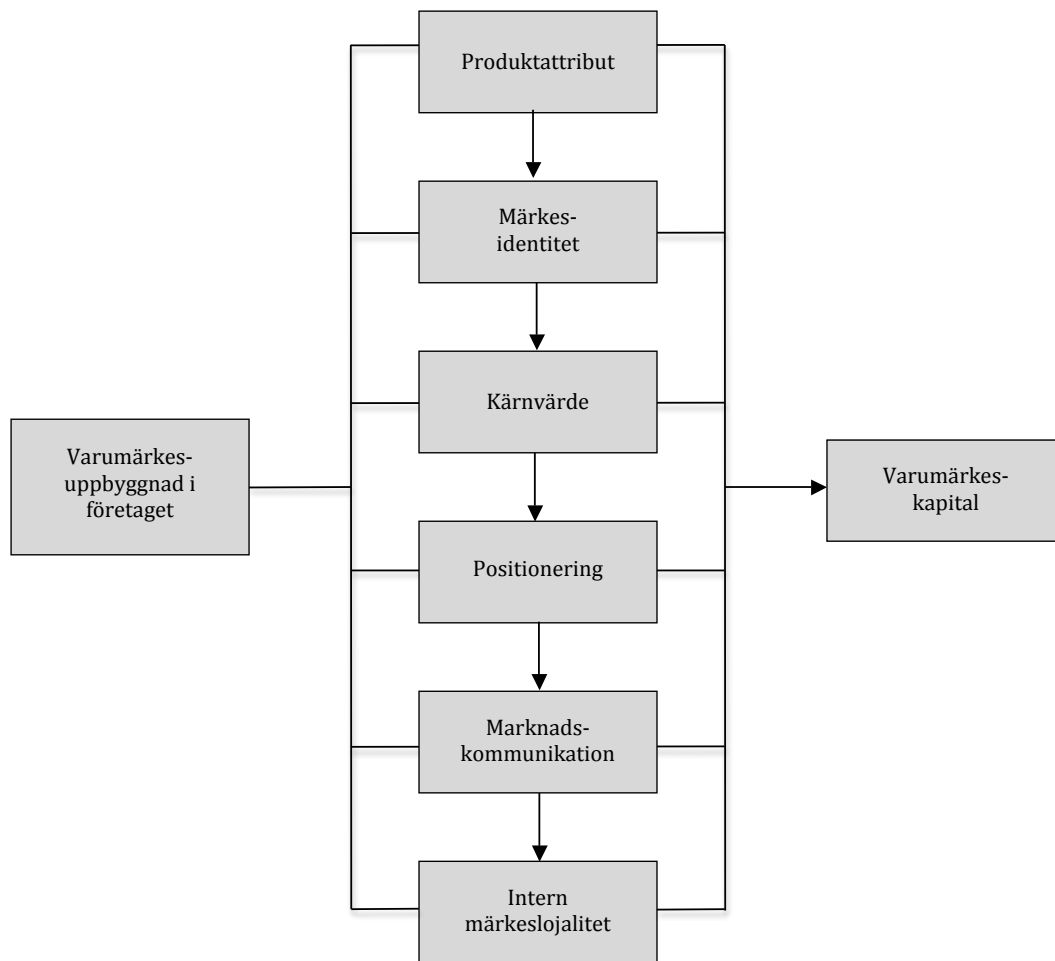 Produktattribut
Märkes-
identitet
Kärnvärde
Varumärkes-
uppbyggnad i
företaget
Varumärkes-
kapital
Positionering
Marknads-
kommunikation
Intern
märkeslojalitet